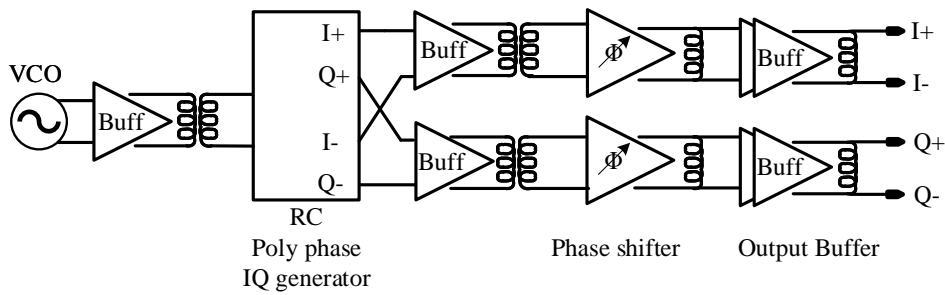 VCO
Buff
I+
Q+
I-
Q-
RC
Poly phase
IQ generator
Buff
Buff
Φ
Φ
Phase shifter
Buff
Buff
Output Buffer
I+
I-
Q+
Q-